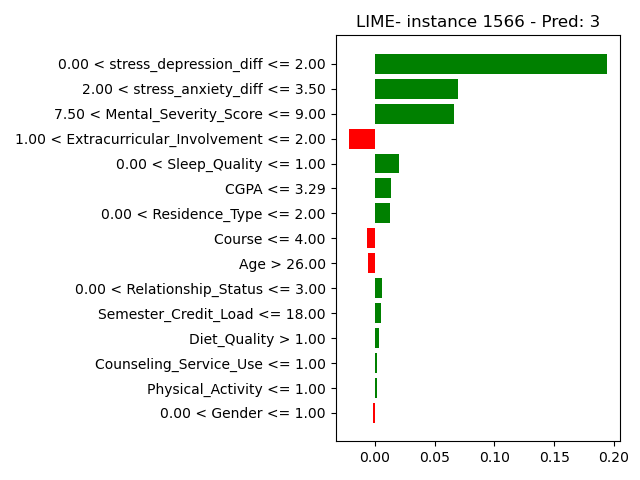 LIME- instance 1566 - Pred: 3
0.00 < stress_depression_diff <= 2.00
2.00 < stress_anxiety_diff <= 3.50
7.50 < Mental_Severity_Score <= 9.00
1.00 < Extracurricular_Involvement <= 2.00
0.00 < Sleep_Quality <= 1.00
CGPA <= 3.29
0.00 < Residence_Type <= 2.00
Course <= 4.00
Age > 26.00
0.00 < Relationship_Status <= 3.00
Semester_Credit_Load <= 18.00
Diet_Quality > 1.00
Counseling_Service_Use <= 1.00
Physical_Activity <= 1.00
0.00 < Gender <= 1.00
0.00 0.05 0.10 0.15 0.20